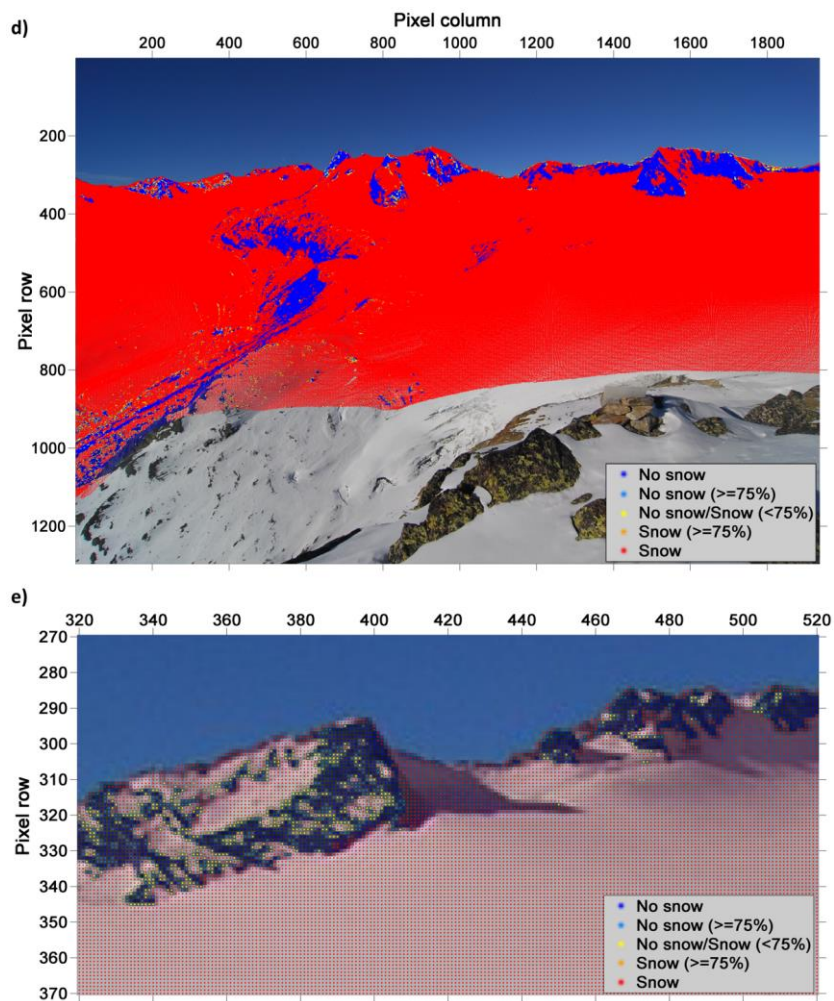 d)
Pixel column
200 400 600 800 1000 1200 1400 1600 1800
Pixel row
200
400
600
800
1000
1200
No snow
No snow (>=75%)
No snow/Snow (<75%)
Snow (>=75%)
Snow
e)
320 340 360 380 400 420 440 460 480 500 520
Pixel row
270
280
290
300
310
320
330
340
350
360
370
No snow
No snow (>=75%)
No snow/Snow (<75%)
Snow (>=75%)
Snow